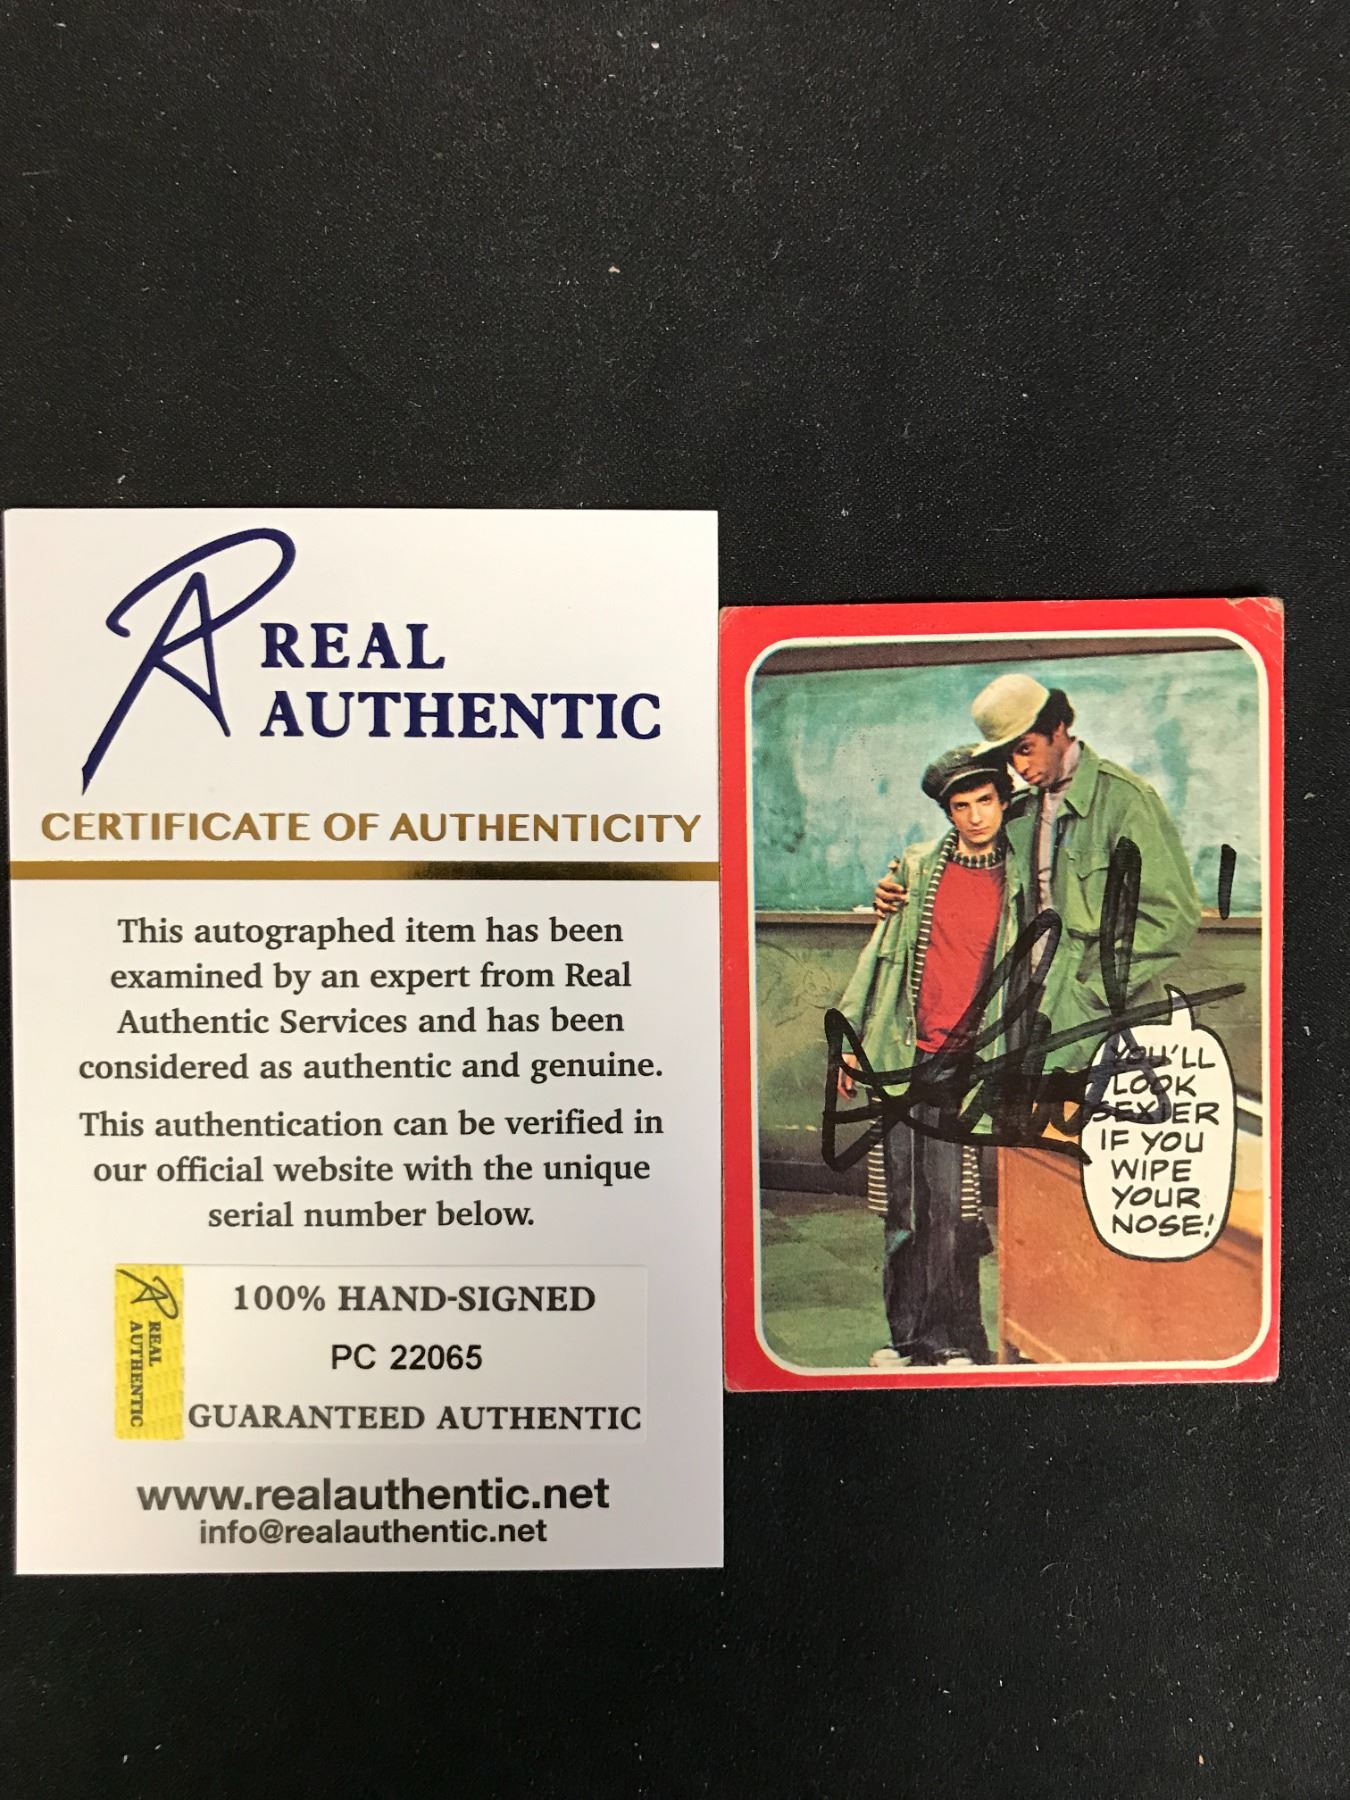 REAL
AUTHENTIC
CERTIFICATE OF AUTHENTICITY
This autographed item has been
examined by an expert from Real
Authentic Services and has been
considered as authentic and genuine.
This authentication can be verified in
our official website with the unique
serial number below.
REAL
AUTHENTIC
100% HAND-SIGNED
PC 22065
GUARANTEED AUTHENTIC
www.realauthentic.net
info@realauthentic.net
YOU'LL
LOOK
SEXIER
IF YOU
WIPE
YOUR
NOSE!